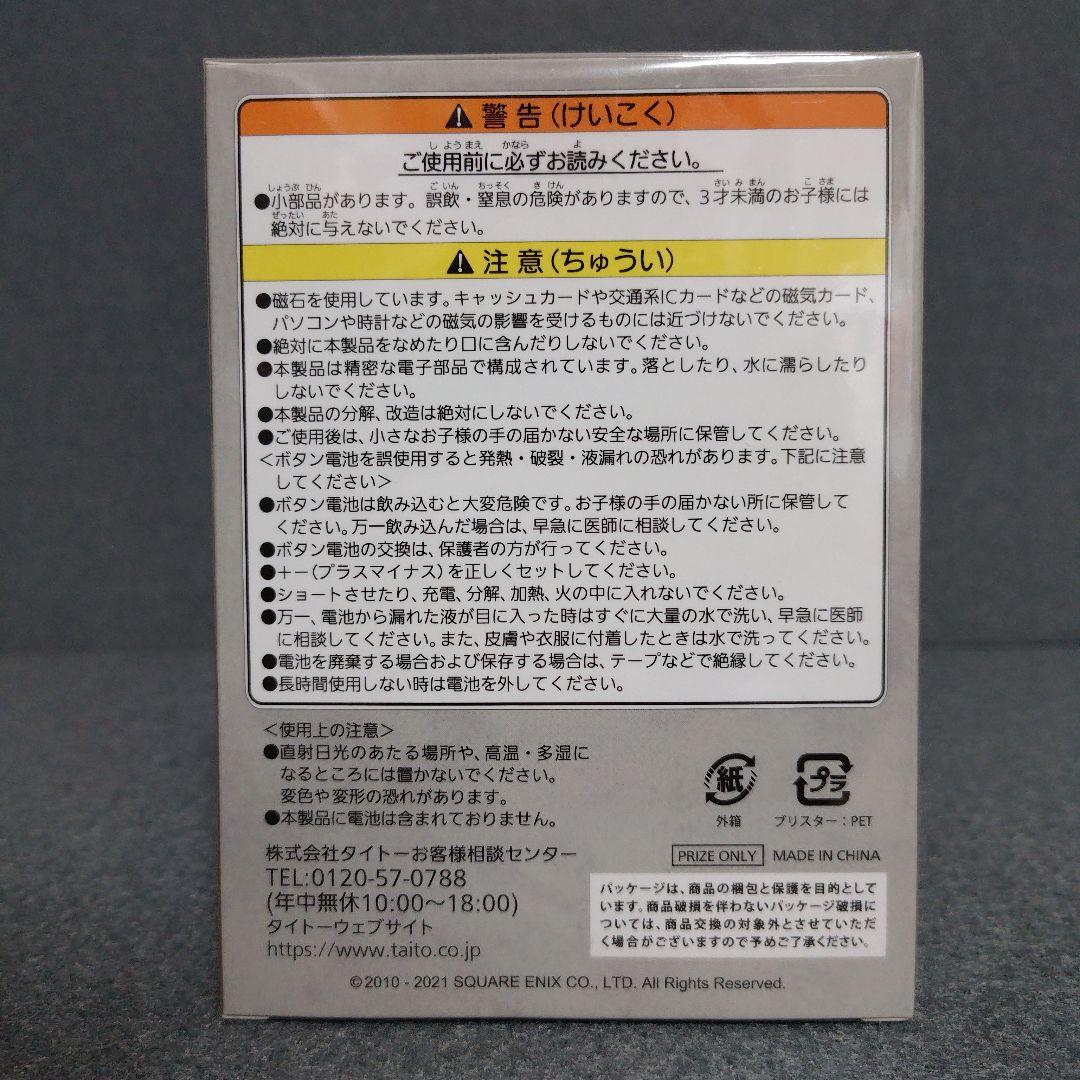 警告(けいこく)
ご使用前に必ずお読みください。
●小部品があります。誤飲・窒息の危険がありますので、3才未満のお子様には
絶対に与えないでください。
注意(ちゅうい)
●磁石を使用しています。キャッシュカードや交通系ICカードなどの磁気カード、
パソコンや時計などの磁気の影響を受けるものには近づけないでください。
●絶対に本製品をなめたり口に含んだりしないでください。
●本製品は精密な電子部品で構成されています。落としたり、水に濡らしたり
しないでください。
●本製品の分解、改造は絶対にしないでください。
●ご使用後は、小さなお子様の手の届かない安全な場所に保管してください。
<ボタン電池を誤使用すると発熱・破裂・液漏れの恐れがあります。下記に注意
してください>
●ボタン電池は飲み込むと大変危険です。お子様の手の届かない所に保管して
ください。万一飲み込んだ場合は、早急に医師に相談してください。
●ボタン電池の交換は、保護者の方が行ってください。
●+-(プラスマイナス)を正しくセットしてください。
●ショートさせたり、充電、分解、加熱、火の中に入れないでください。
●万一、電池から漏れた液が目に入った時はすぐに大量の水で洗い、早急に医師
に相談してください。また、皮膚や衣服に付着したときは水で洗ってください。
●電池を廃棄する場合および保存する場合は、テープなどで絶縁してください。
●長時間使用しない時は電池を外してください。
<使用上の注意>
●直射日光のあたる場所や、高温・多湿に
なるところには置かないでください。
変色や変形の恐れがあります。
●本製品に電池は含まれておりません。
紙
外箱
プラ
ブリスター:PET
株式会社タイトーお客様相談センター
TEL:0120-57-0788
(年中無休10:00~18:00)
タイトーウェブサイト
https://www.taito.co.jp
PRIZE ONLY MADE IN CHINA
パッケージは、商品の梱包と保護を目的として
います。商品破損を伴わないパッケージ破損に
ついては、商品交換の対象外とさせていただ
く場合がございますので予めご了承ください。
©2010 - 2021 SQUARE ENIX CO., LTD. All Rights Reserved.